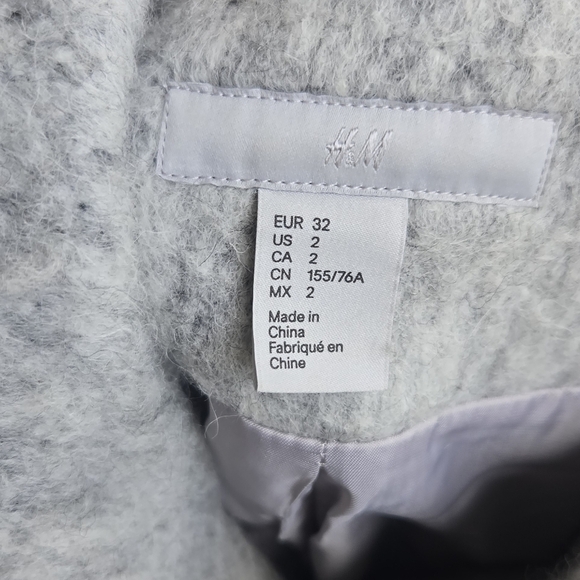 H&M
EUR 32
US 2
CA 2
CN 155/76A
MX 2
Made in
China
Fabriqué en
Chine